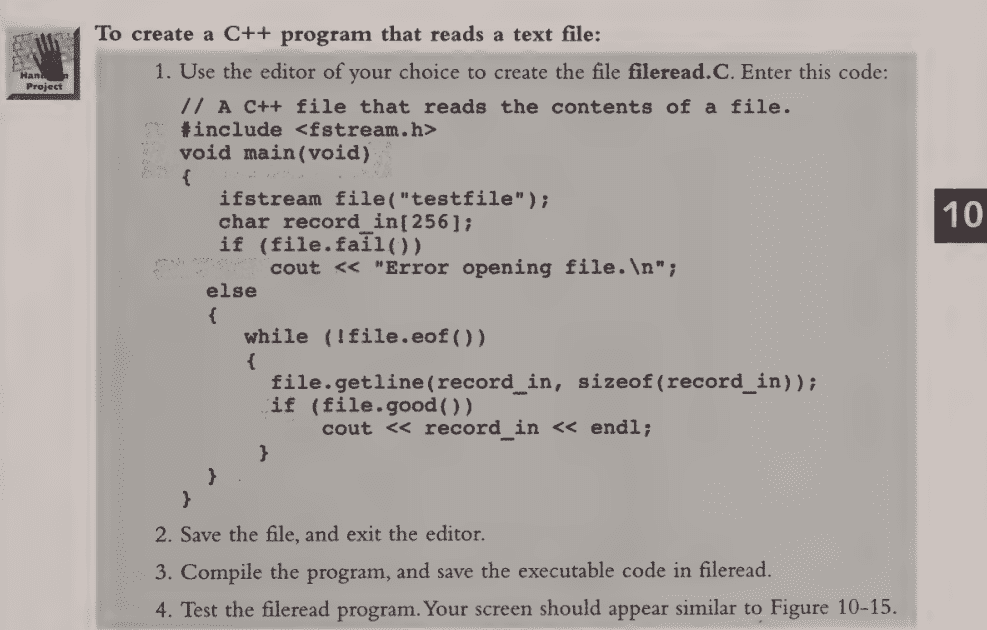 To create a C++ program that reads a text file:
Project
1. Use the editor of your choice to create the file fileread.C. Enter this code:
// A C++ file that reads the contents of a file.
#include <fstream.h>
void main(void)
{
ifstream file("testfile");
char record_in[256];
if (file.fail())
cout << "Error opening file.\n";
else
{
while (!file.eof())
{
file.getline(record_in, sizeof(record_in));
if (file.good())
cout << record_in << endl;
}
}
}
10
2. Save the file, and exit the editor.
3. Compile the program, and save the executable code in fileread.
4. Test the fileread program. Your screen should appear similar to Figure 10-15.